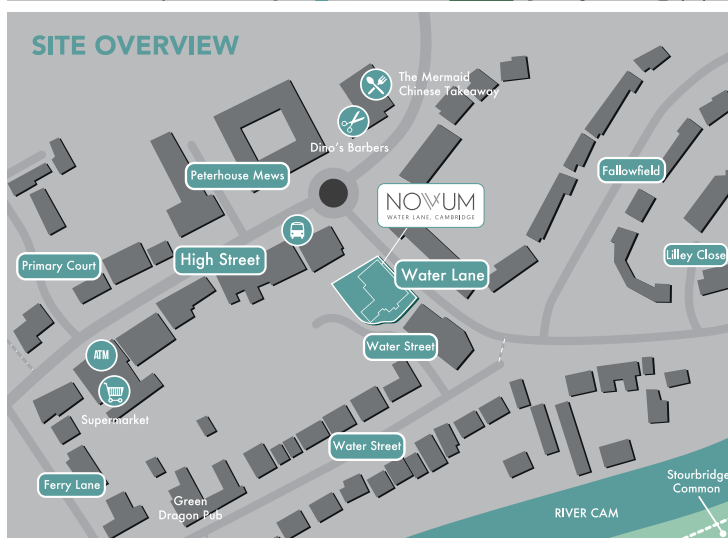 SITE OVERVIEW
The Mermaid
Chinese Takeaway
Dino's Barbers
Peterhouse Mews
Fallowfield
NOVUM
WATER LANE, CAMBRIDGE
Primary Court
High Street
Lilley Close
Water Lane
Water Street
ATM
Supermarket
Water Street
Ferry Lane
Green
Dragon Pub
Stourbridge
Common
RIVER CAM